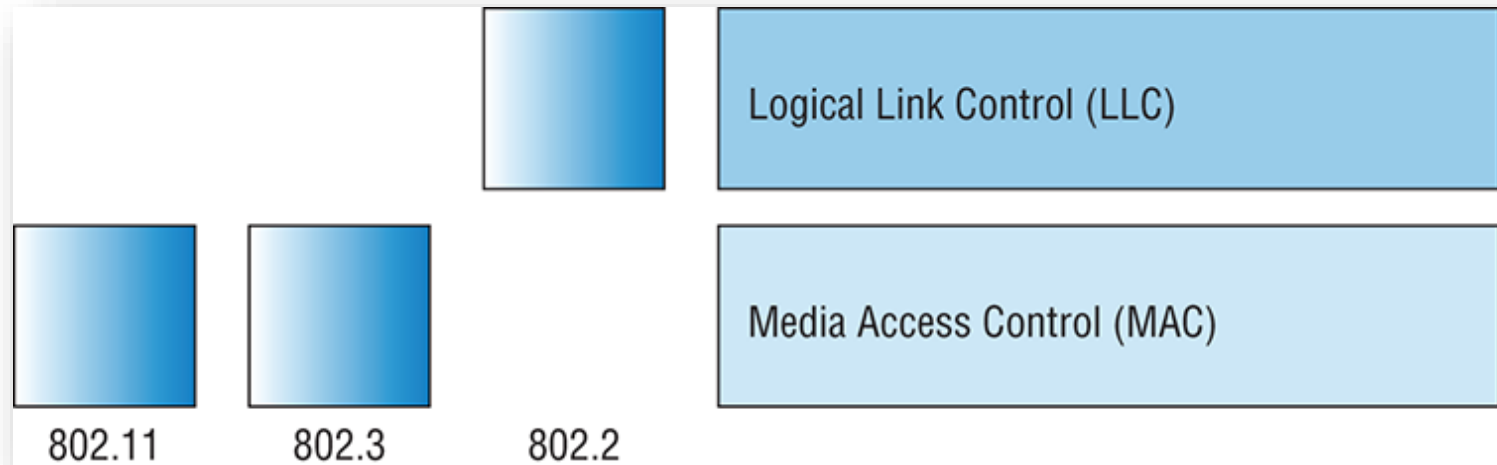 Logical Link Control (LLC)
Media Access Control (MAC)
802.11
802.3
802.2